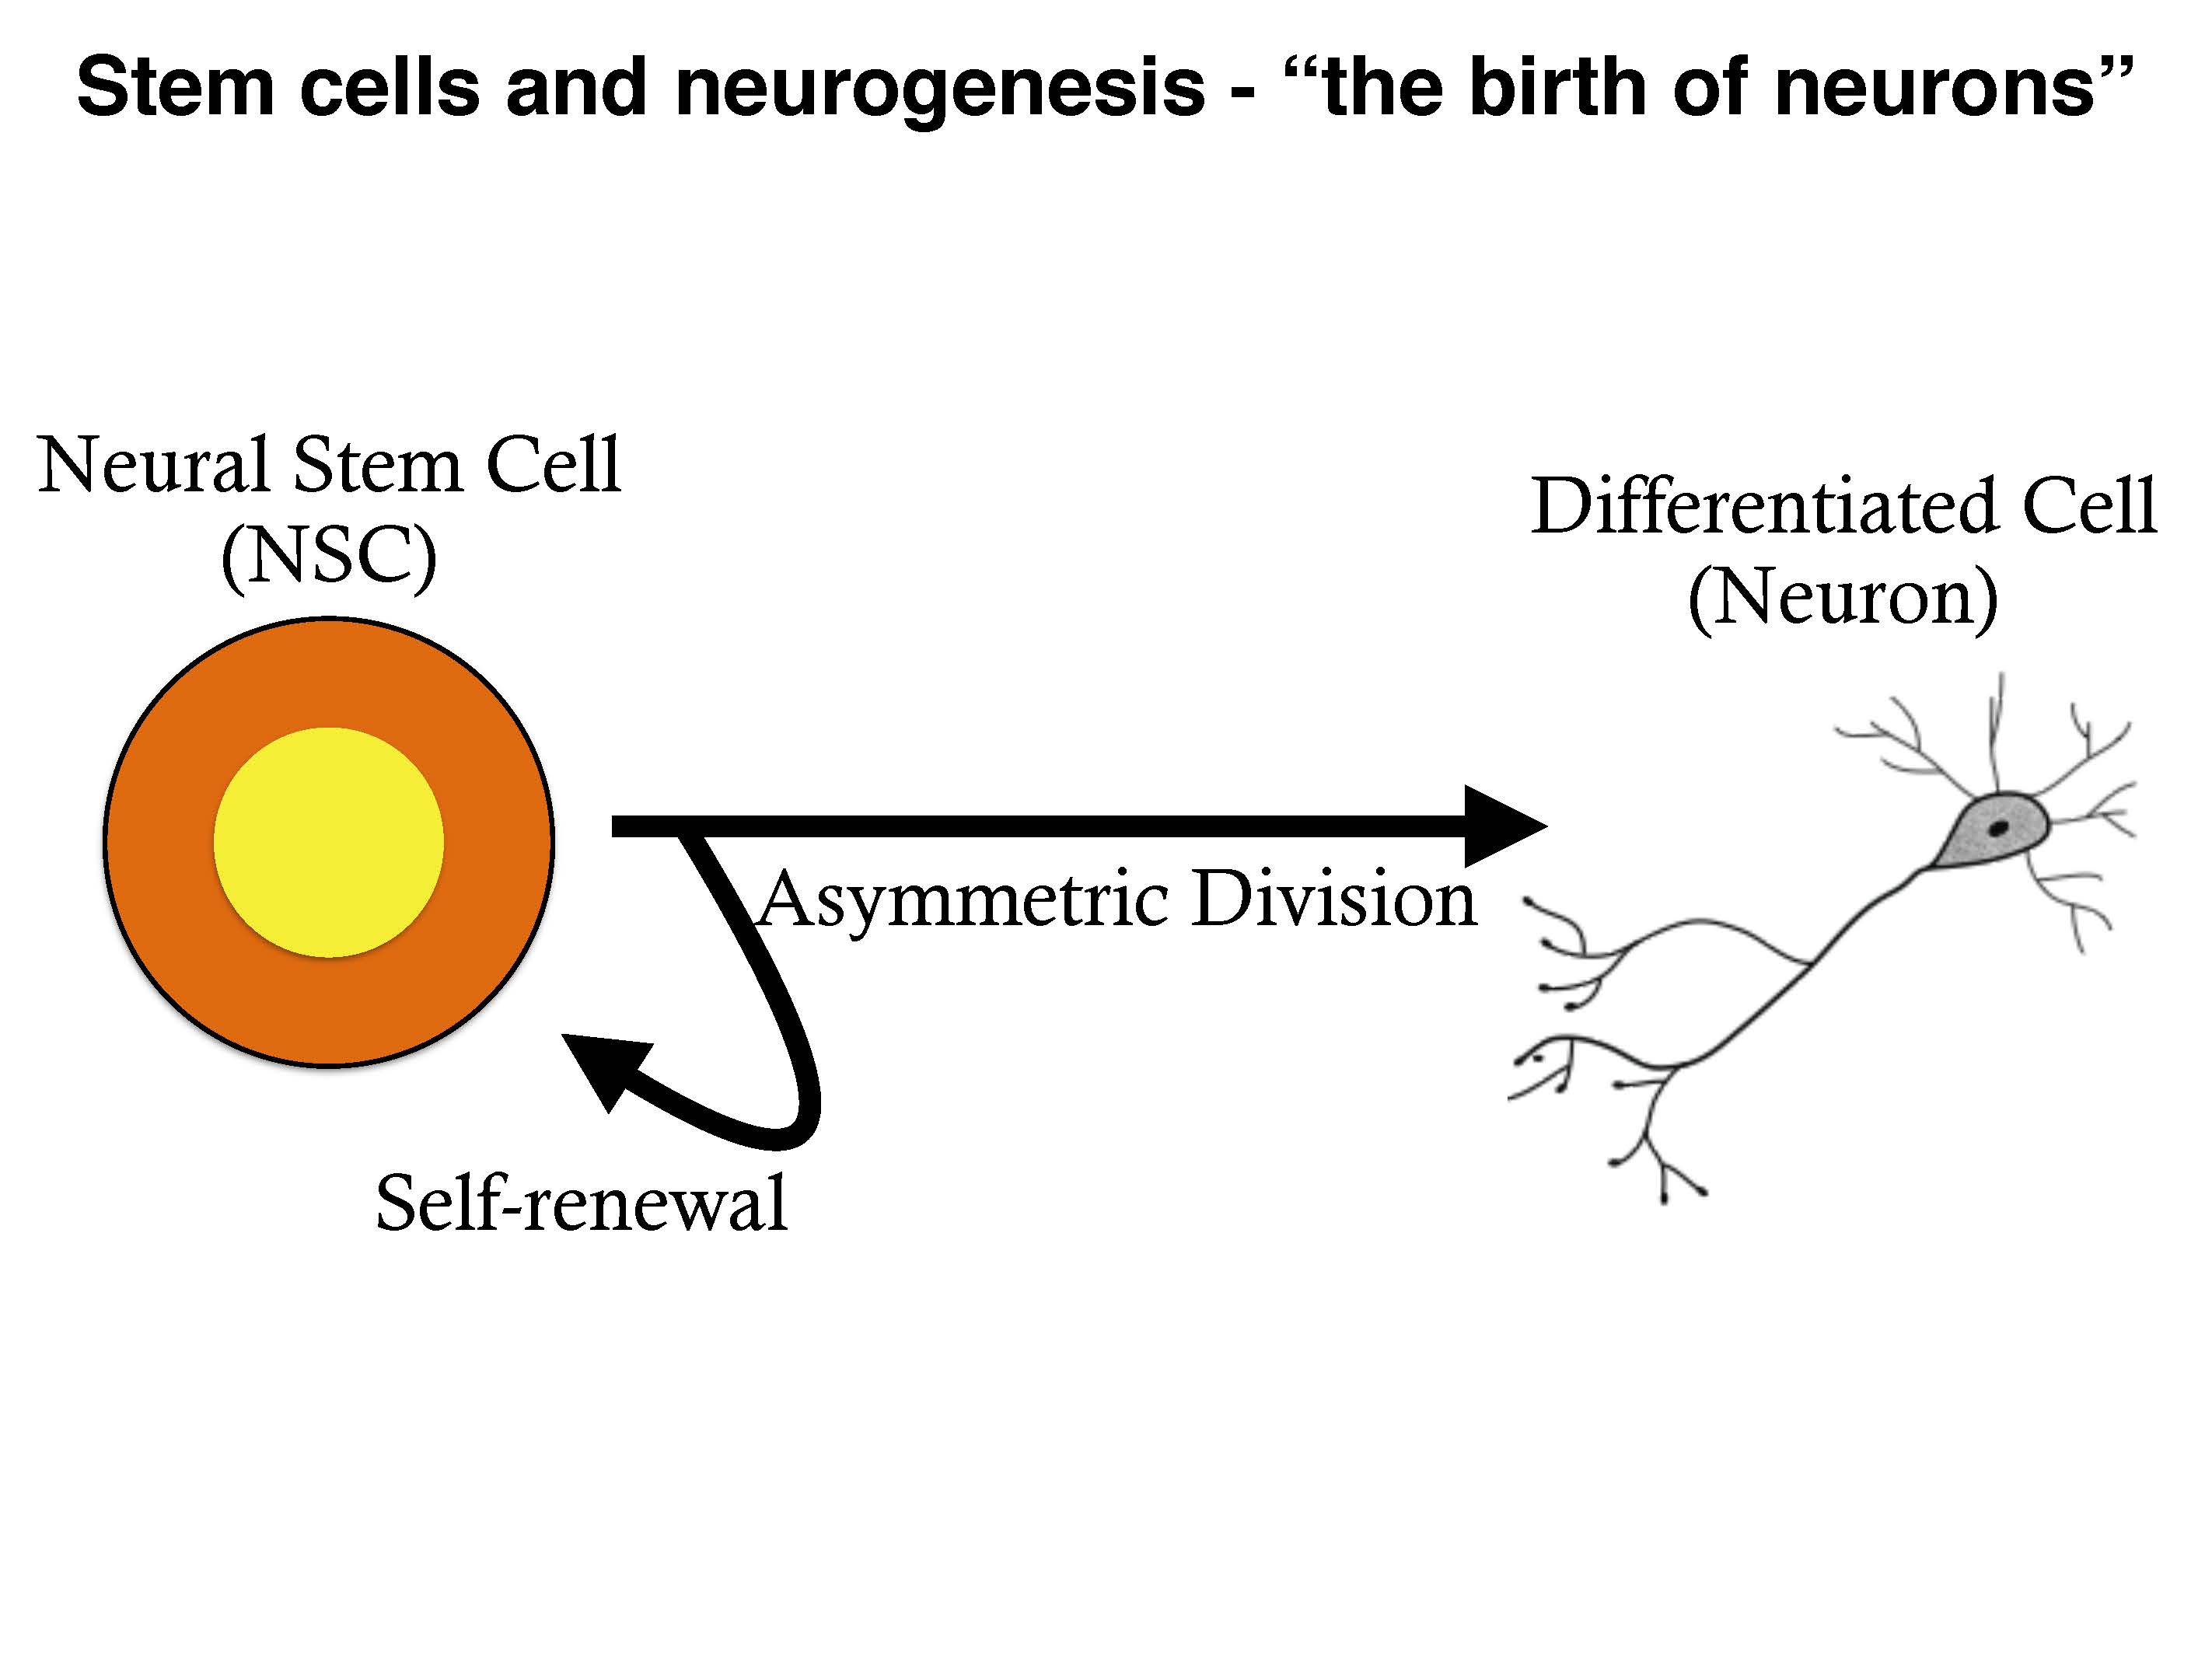 Stem cells and neurogenesis - “the birth of neurons”
Neural Stem Cell
(NSC)
Differentiated Cell
(Neuron)
Asymmetric Division
Self-renewal